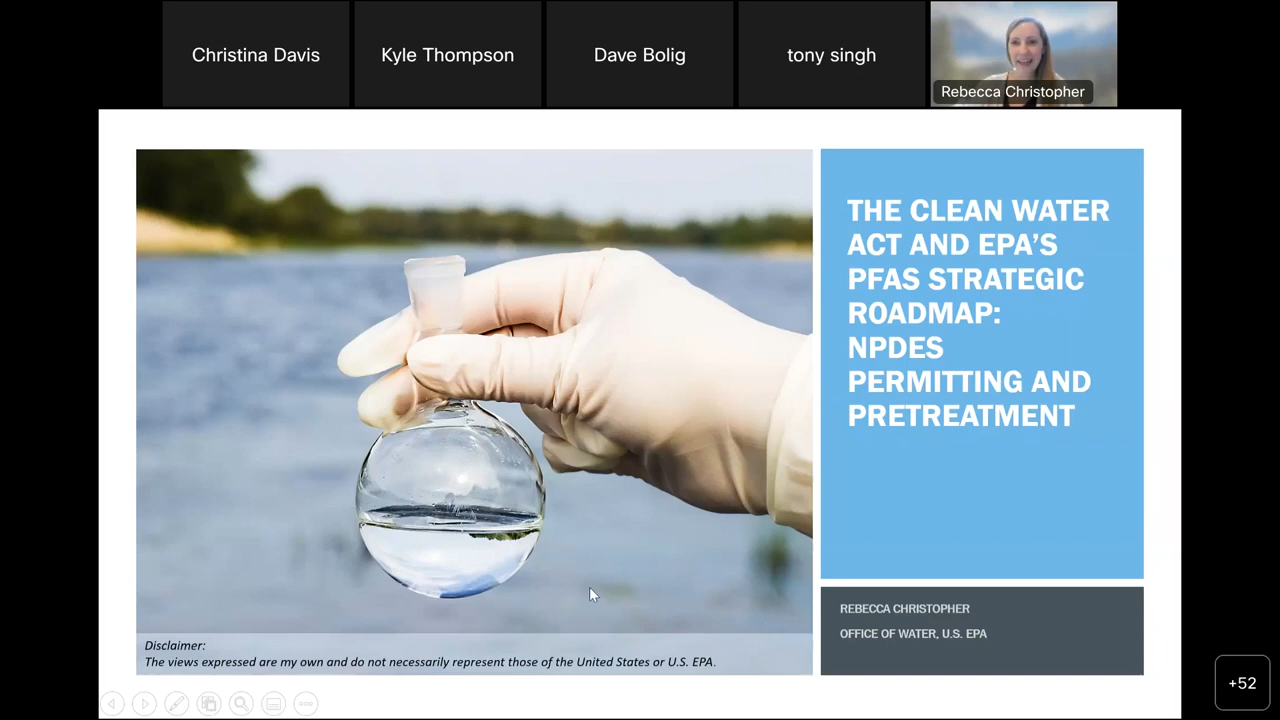 Christina Davis
Kyle Thompson
Dave Bolig
tony singh
Rebecca Christopher
THE CLEAN WATER
ACT AND EPA'S
PFAS STRATEGIC
ROADMAP:
NPDES
PERMITTING AND
PRETREATMENT
REBECCA CHRISTOPHER
OFFICE OF WATER, U.S. EPA
Disclaimer:
The views expressed are my own and do not necessarily represent those of the United States or U.S. EPA.
+52